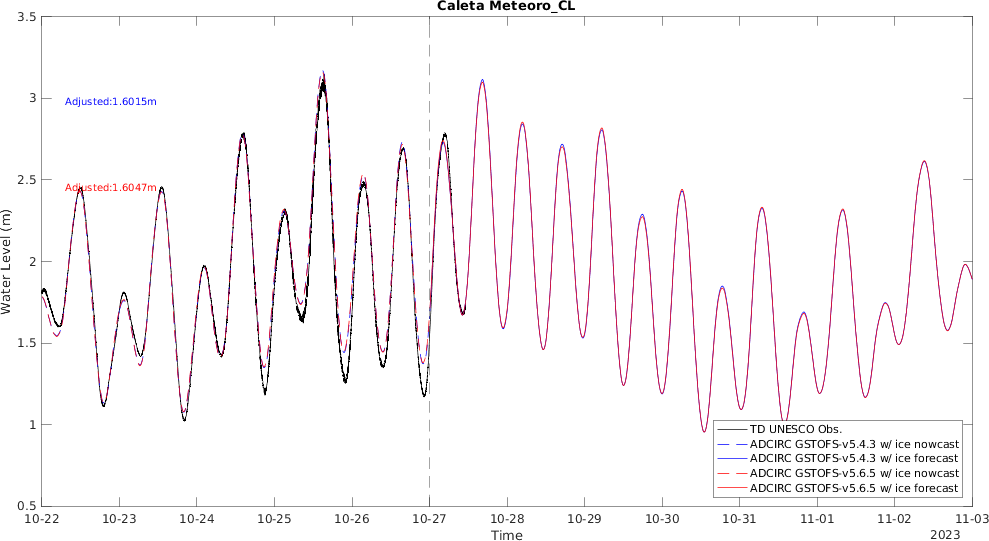 Caleta Meteoro_CL
3.5
3
2.5
2
1.5
1
0.5
Water Level (m)
Adjusted:1.6015m
Adjusted:1.6047m
TD UNESCO Obs.
ADCIRC GSTOFS-v5.4.3 w/ ice nowcast
ADCIRC GSTOFS-v5.4.3 w/ ice forecast
ADCIRC GSTOFS-v5.6.5 w/ ice nowcast
ADCIRC GSTOFS-v5.6.5 w/ ice forecast
10-22 10-23 10-24 10-25 10-26 10-27 10-28 10-29 10-30 10-31 11-01 11-02 11-03
Time
2023